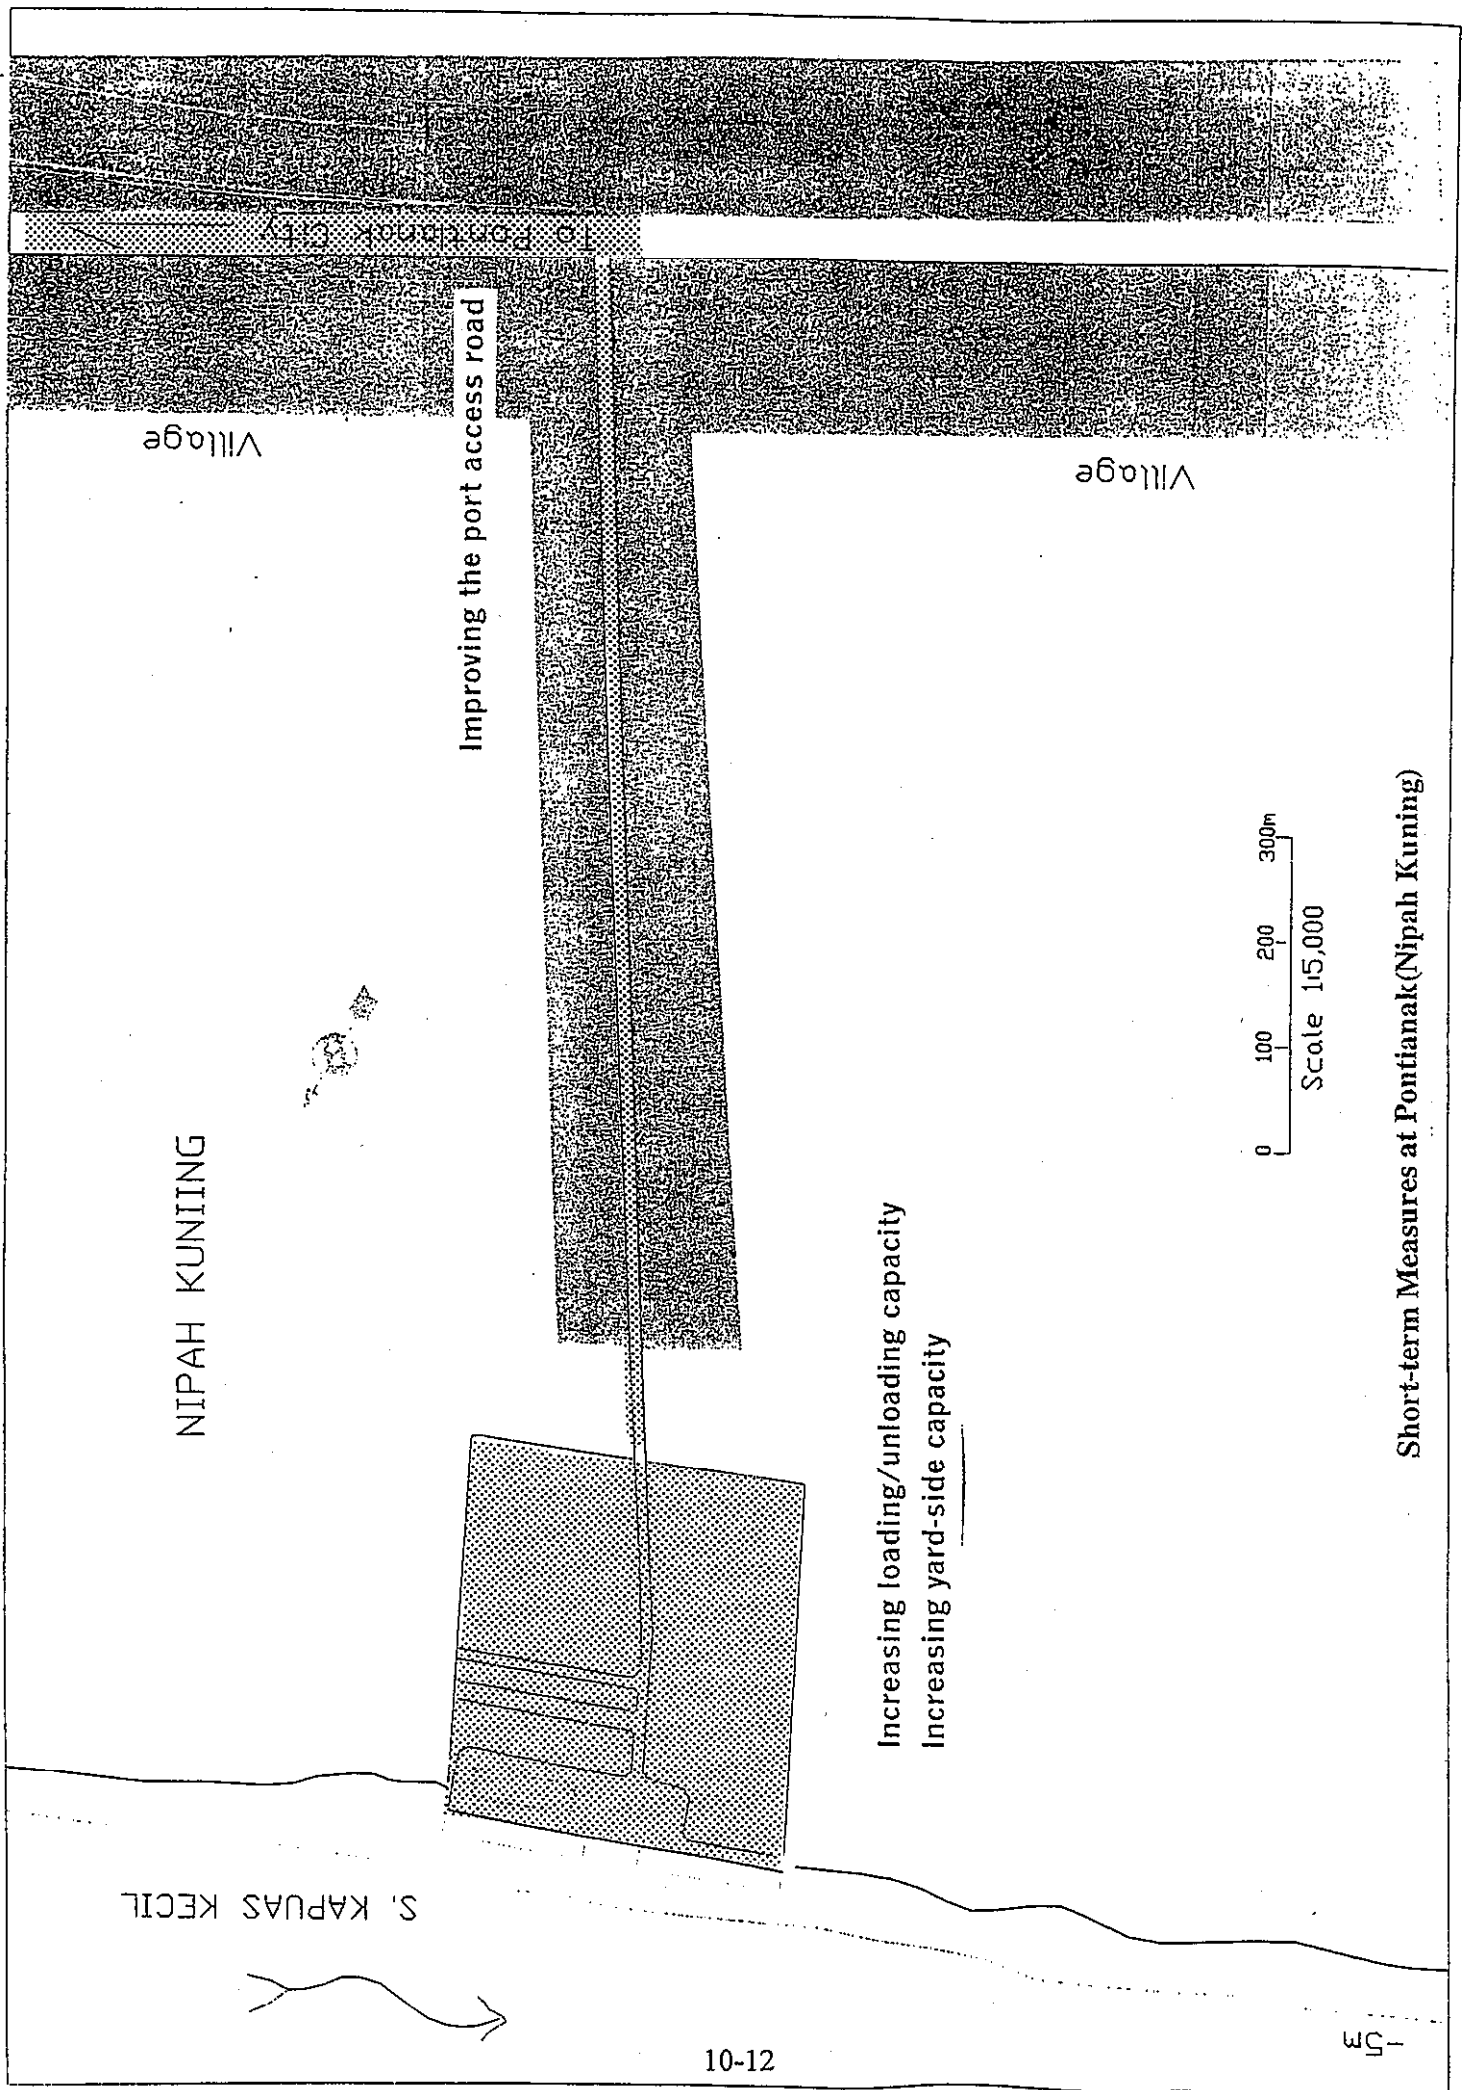 To Pontianak City
Improving the port access road
Village
Village
NIPAH KUNIING
Increasing loading/unloading capacity
Increasing yard-side capacity
0 100 200 300m
Scale 1:5,000
S. KAPUAS KECIL
-5m
Short-term Measures at Pontianak(Nipah Kuning)
10-12